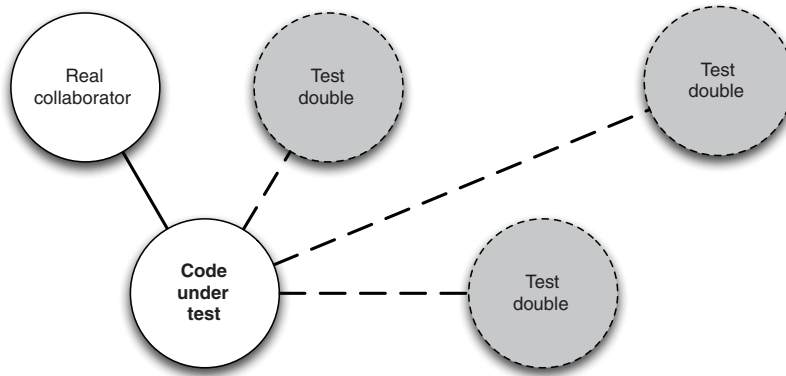 Real
collaborator
Test
double
Test
double
Code
under
test
Test
double